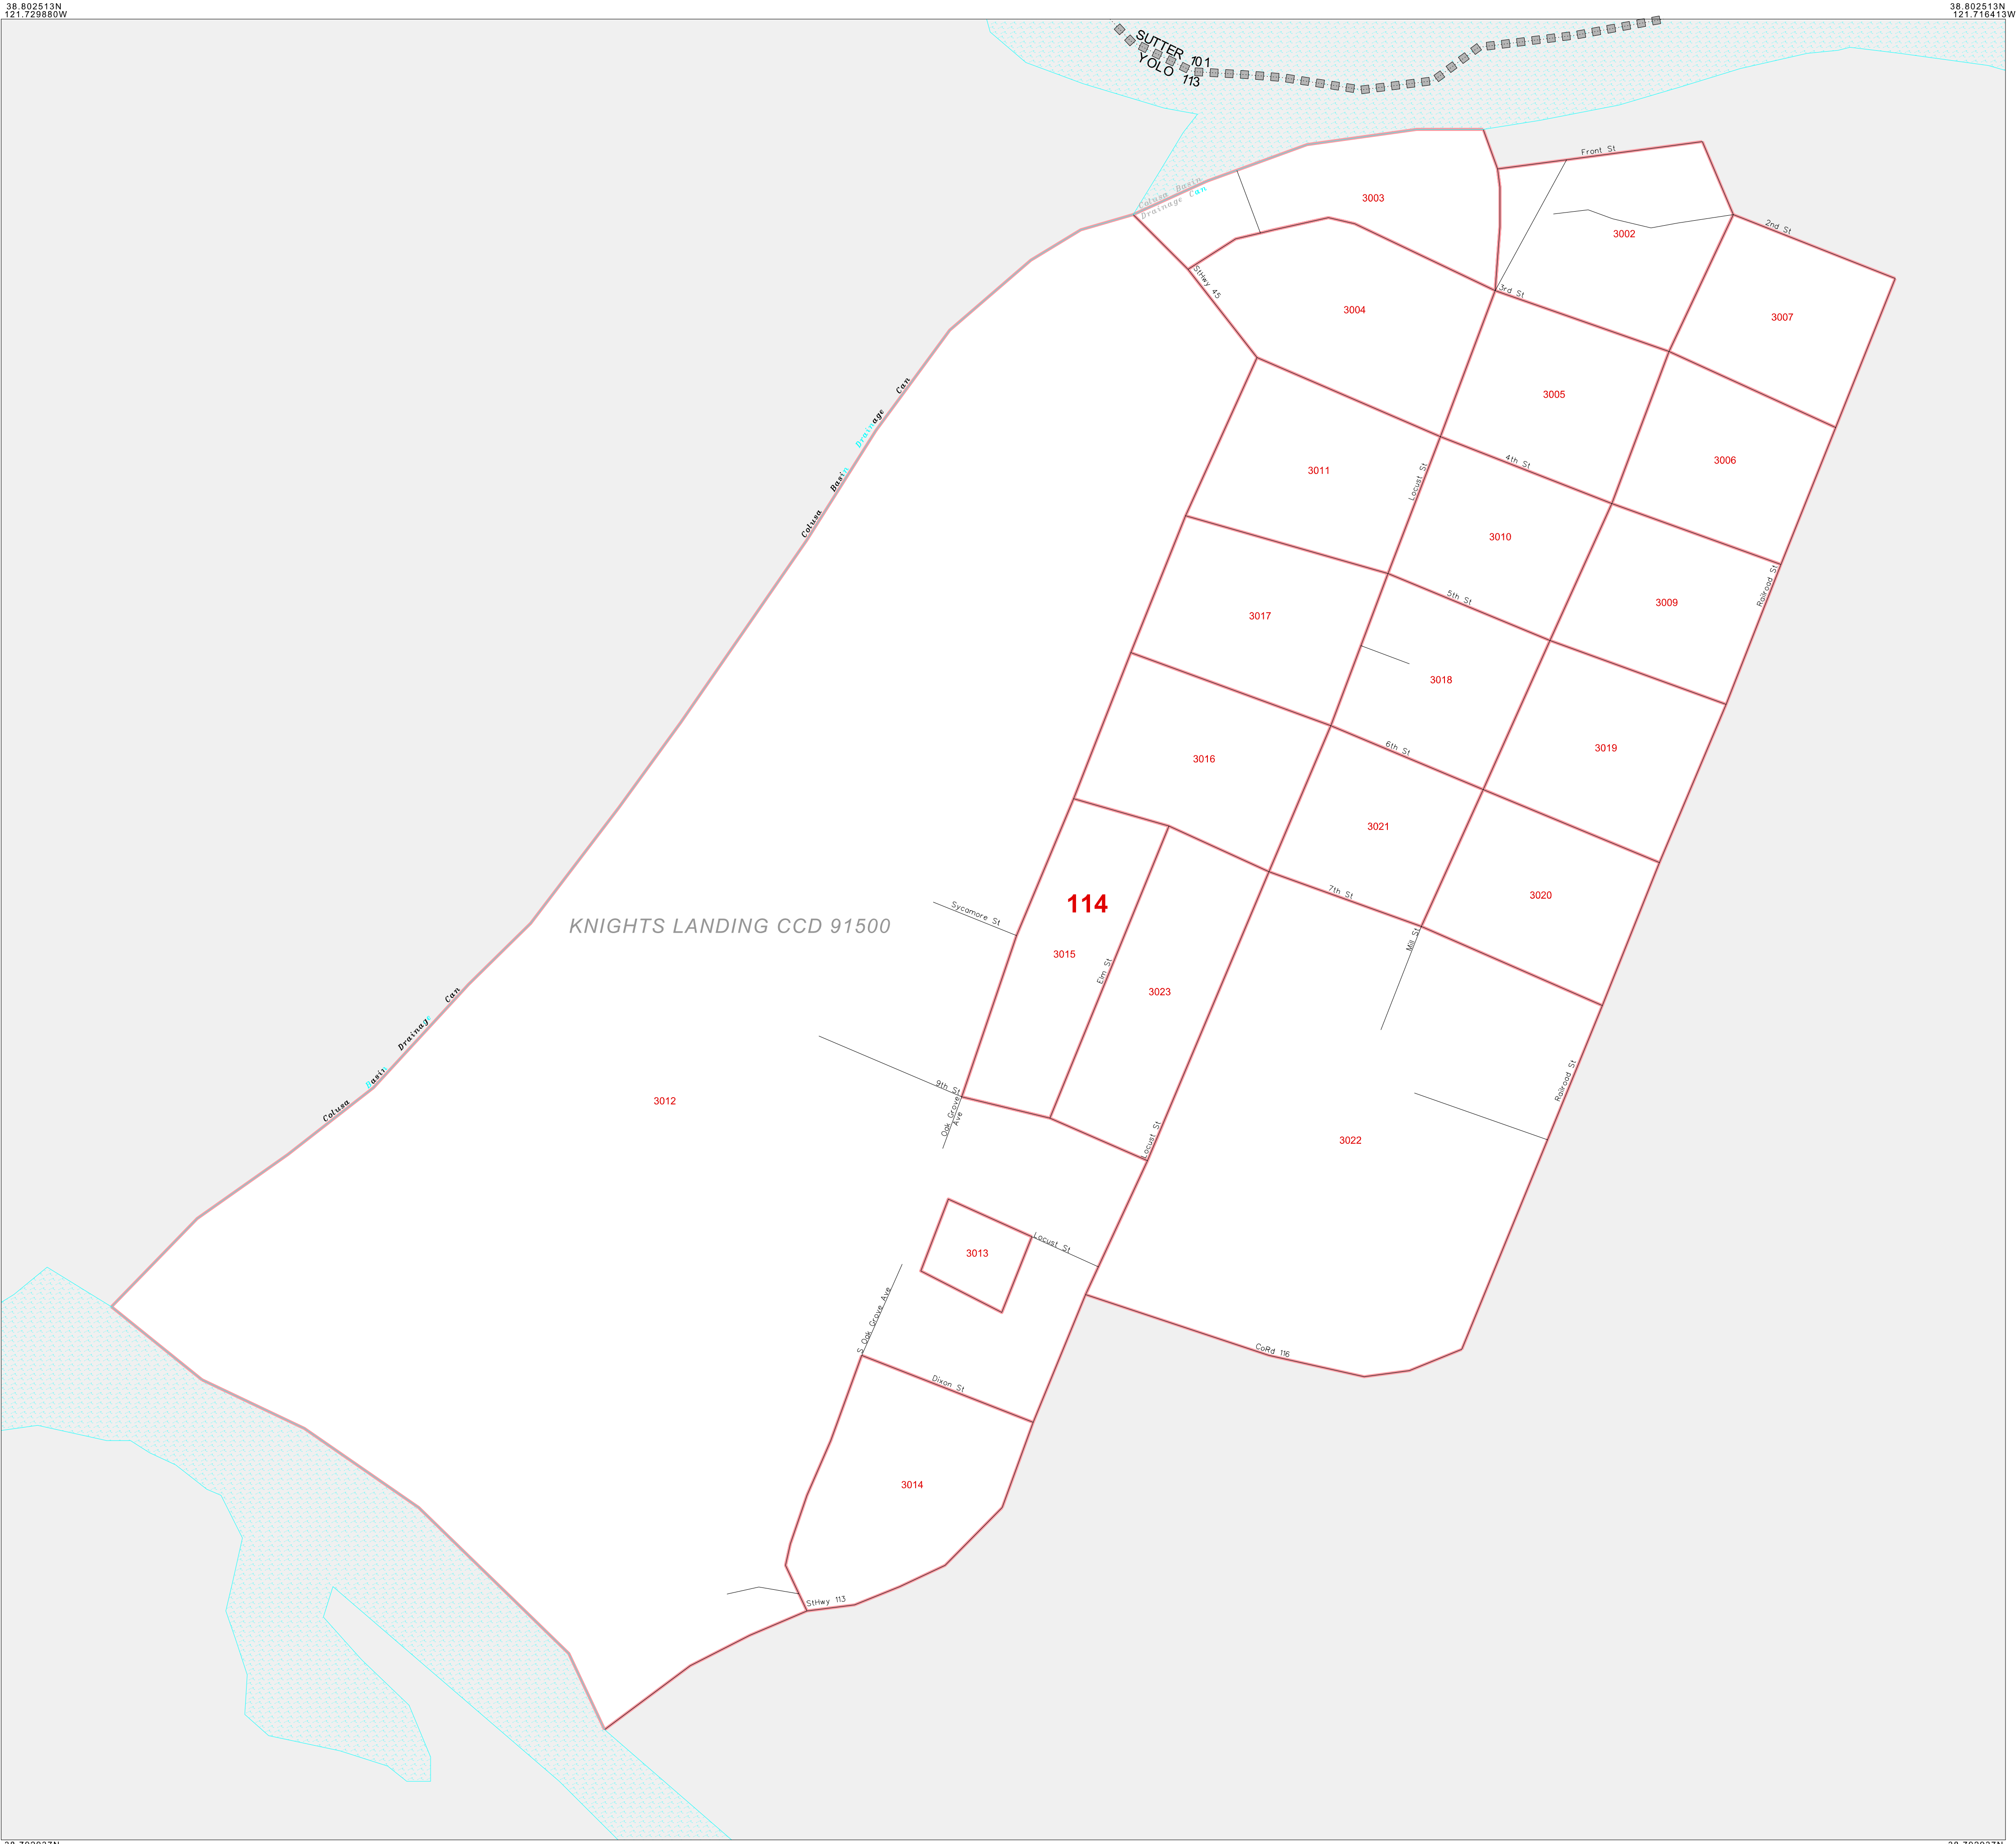 38.802513N
121.729880W
38.802513N
121.716413W
SUTTER 101
YOLO 113
Front St
Colusa Basin
Drainage Can
3003
3002
2nd St
StHwy 45
3rd St
3004
3007
Colusa Basin Drainage Can
3005
3011
Locust St
4th St
3006
3010
5th St
Railroad St
3009
3017
3018
6th St
3019
3016
3021
7th St
3020
114
KNIGHTS LANDING CCD 91500
Sycamore St
Mill St
3015
Elm St
3023
Colusa Basin Drainage Can
9th St
Oak Grove
Ave
3012
Railroad St
Locust St
3022
Locust St
3013
S Oak Grove Ave
CoRd 116
Dixon St
3014
StHwy 113